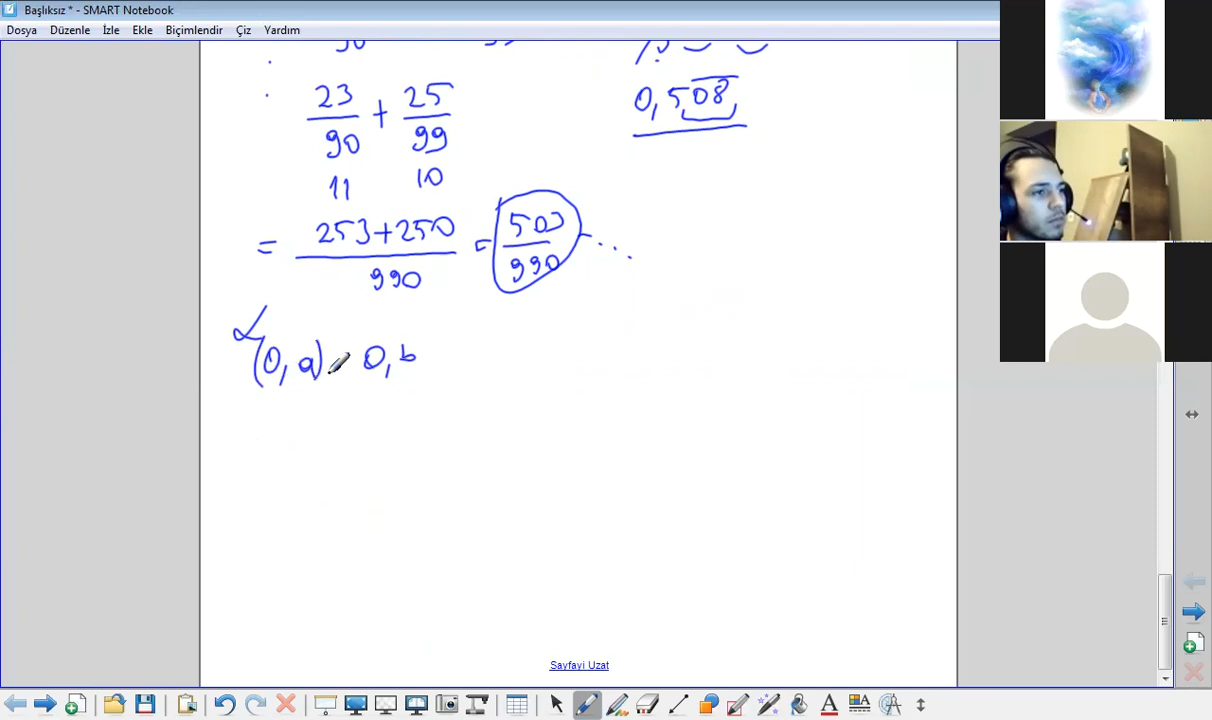 Başlıksız * - SMART Notebook
Dosya Düzenle İzle Ekle Biçimlendir Çiz Yardım
23/90 + 25/99
11 10
= 253+250/990 = 503/990 ...
0,508
(0,a) 0,b
Sayfayi Uzat